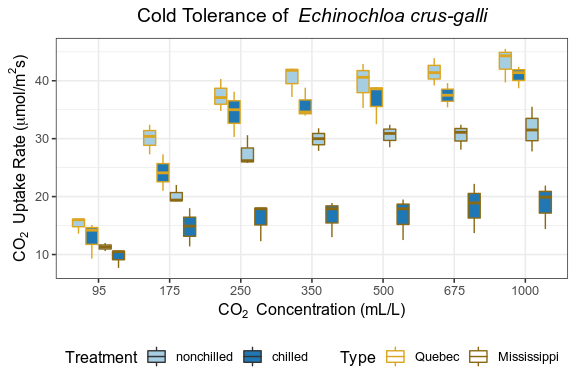 Cold Tolerance of Echinochloa crus-galli
CO₂ Uptake Rate (μmol/m²s)
40
30
20
10
95 175 250 350 500 675 1000
CO₂ Concentration (mL/L)
Treatment nonchilled chilled Type Quebec Mississippi